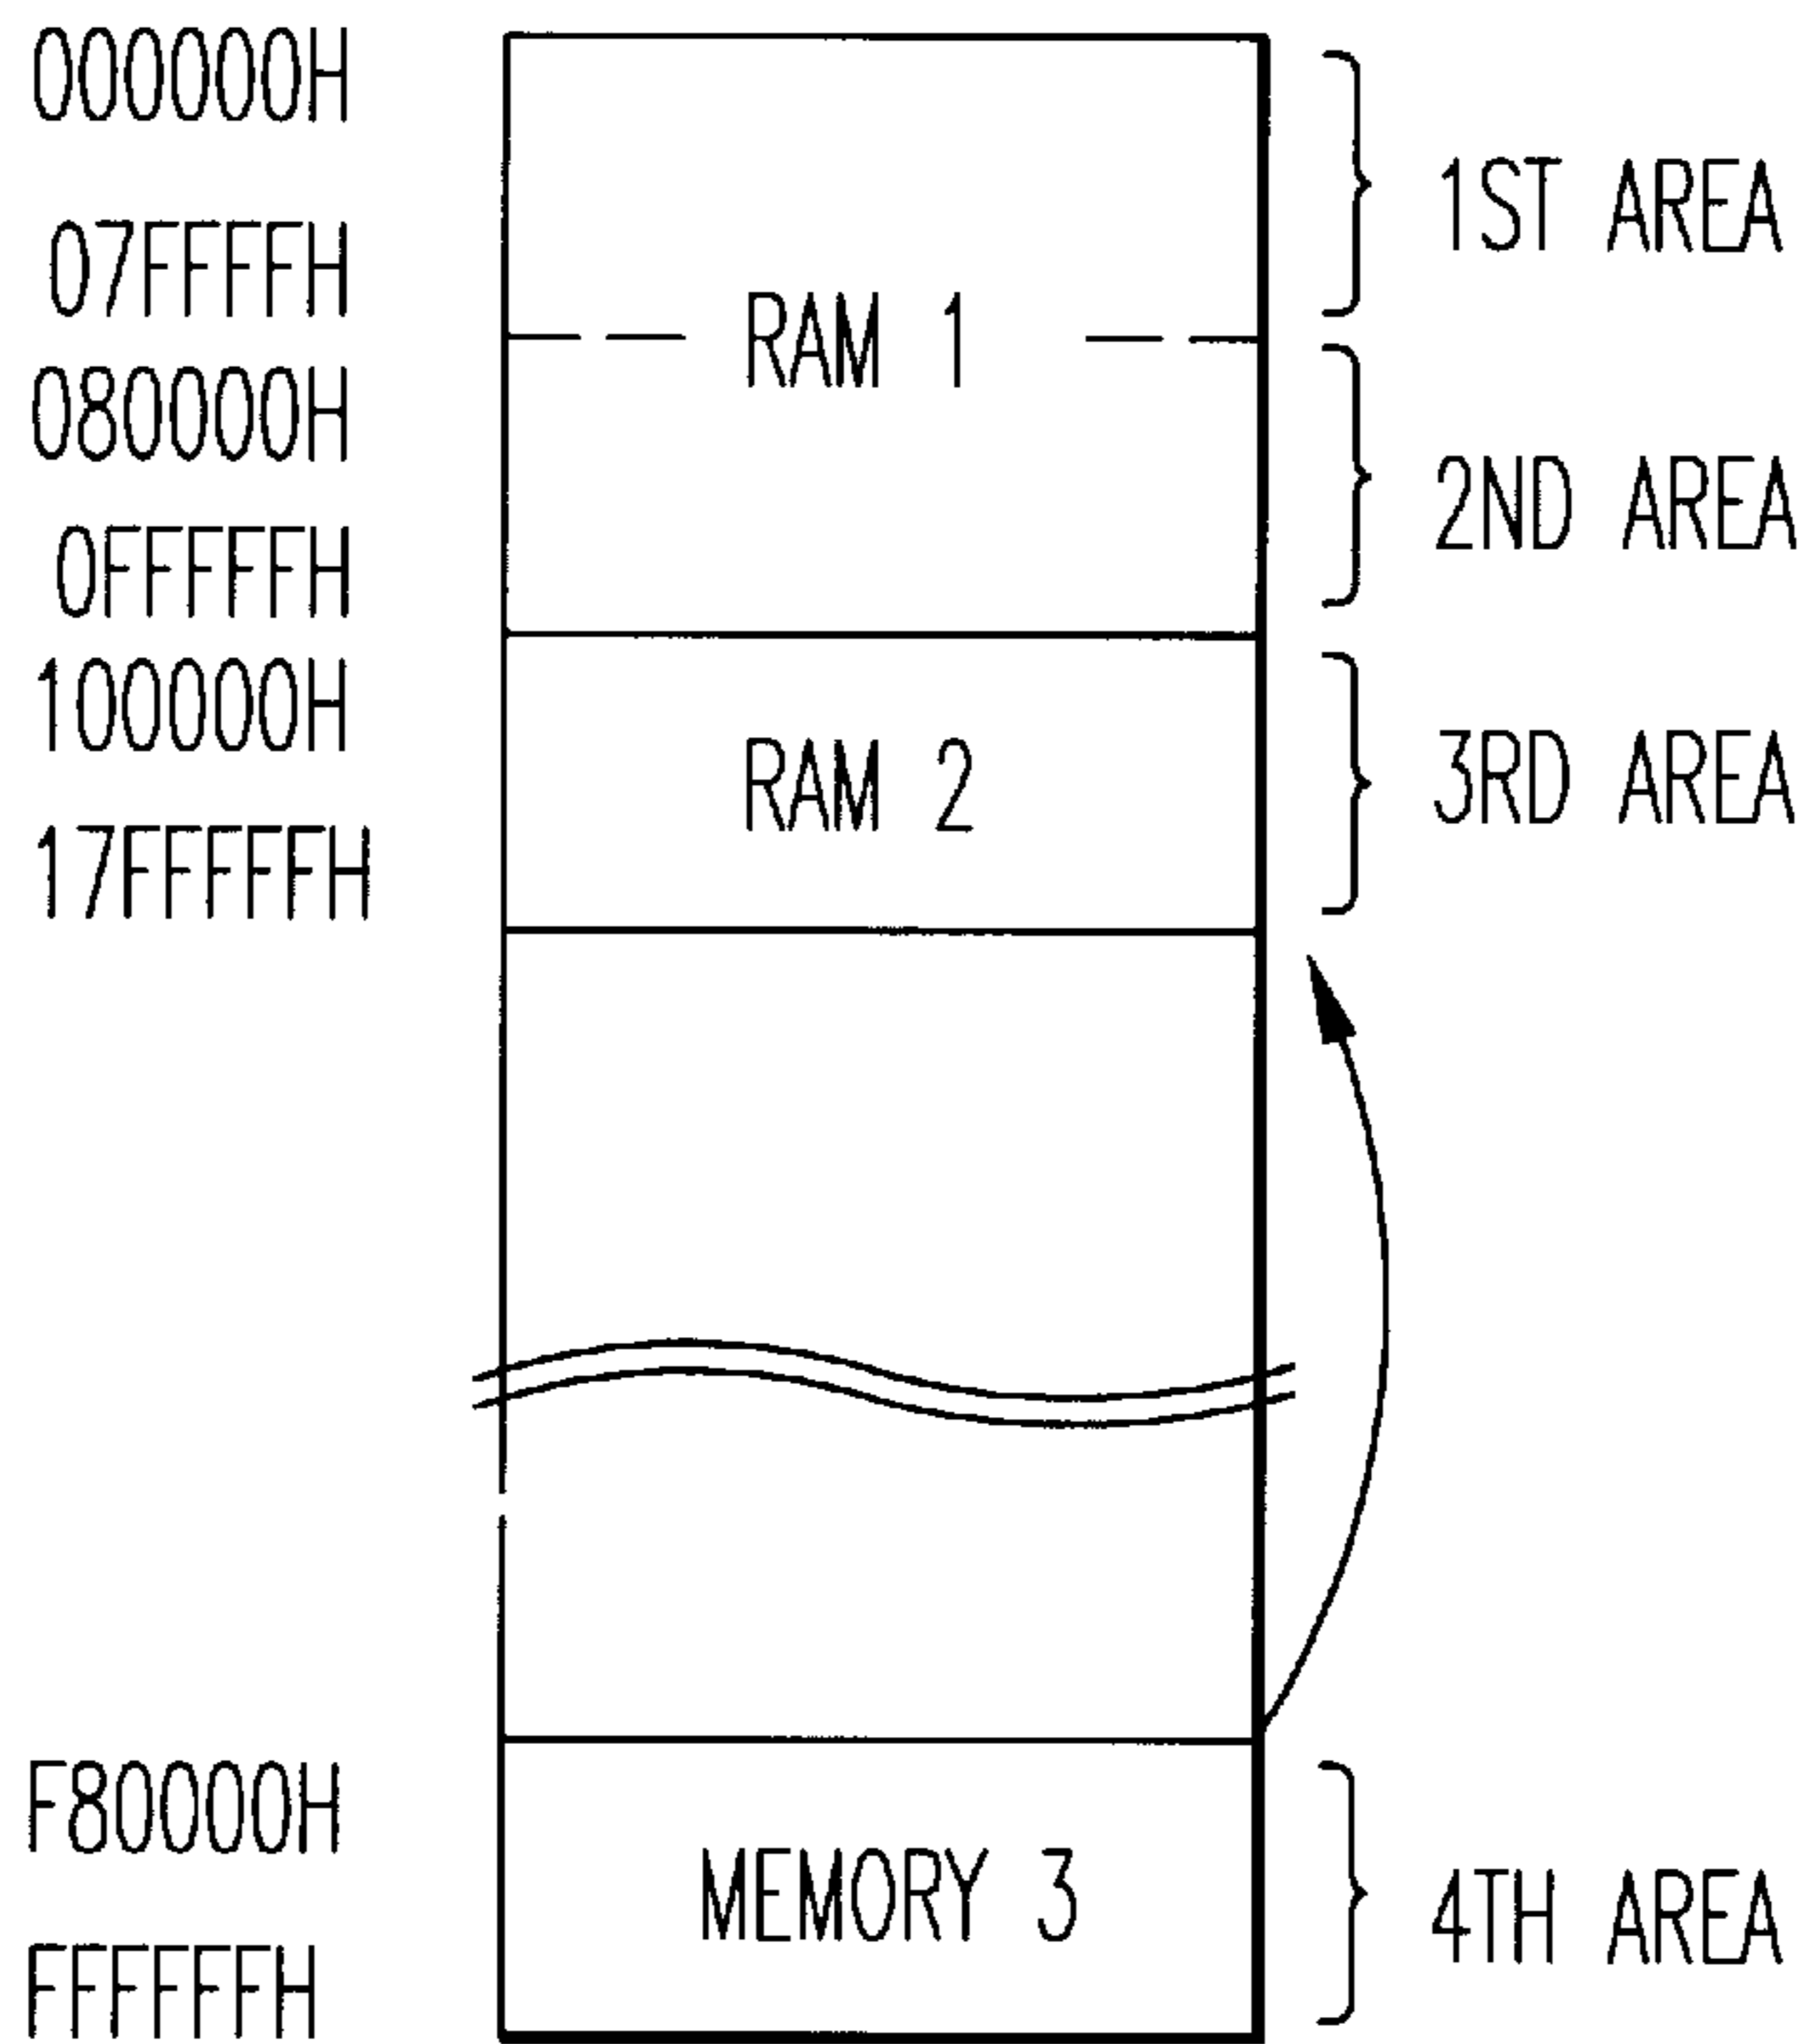 000000H
1ST AREA
07FFFFH
RAM 1
080000H
2ND AREA
0FFFFFH
100000H
RAM 2
3RD AREA
17FFFFFH
F80000H
MEMORY 3
4TH AREA
FFFFFFH